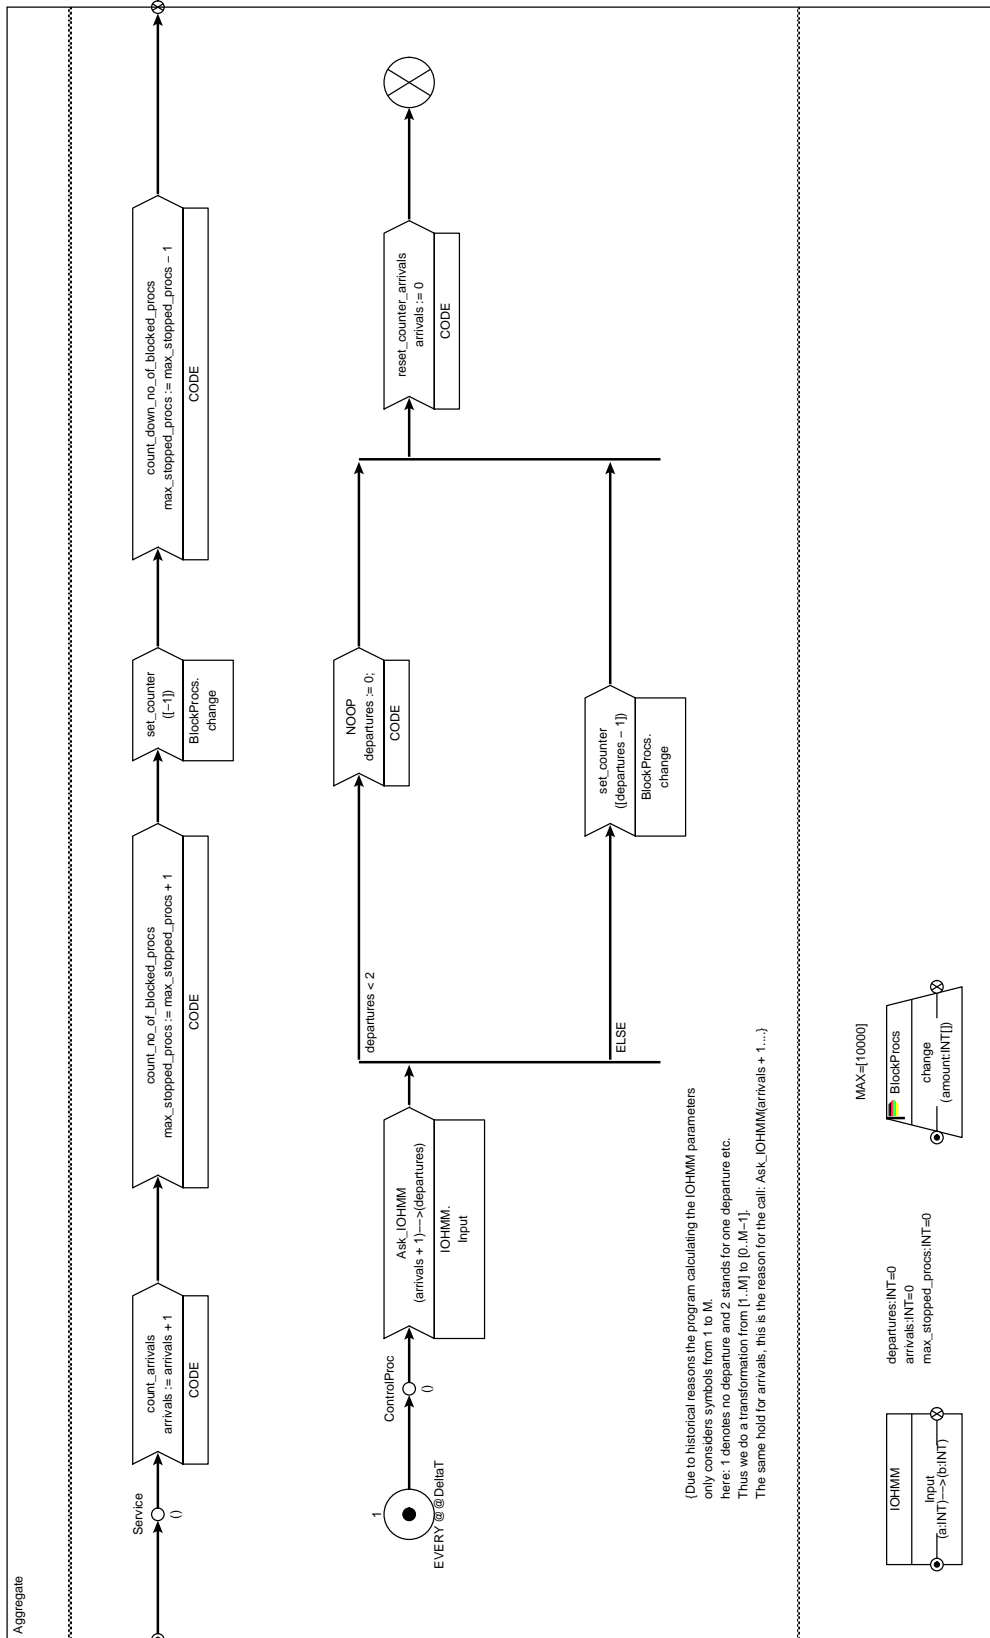 Aggregate
Service
()
count_arrivals
arrivals := arrivals + 1
CODE
count_no_of_blocked_procs
max_stopped_procs := max_stopped_procs + 1
CODE
set_counter
([−1])
BlockProcs.
change
count_down_no_of_blocked_procs
max_stopped_procs := max_stopped_procs − 1
CODE
1
EVERY @@DeltaT
ControlProc
()
Ask_IOHMM
(arrivals + 1)−−>(departures)
IOHMM.
Input
departures < 2
NOOP
departures := 0;
CODE
ELSE
set_counter
([departures − 1])
BlockProcs.
change
reset_counter_arrivals
arrivals := 0
CODE
{Due to historical reasons the program calculating the IOHMM parameters
only considers symbols from 1 to M.
here: 1 denotes no departure and 2 stands for one departure etc.
Thus we do a transformation from [1..M] to [0..M−1].
The same hold for arrivals, this is the reason for the call: Ask_IOHMM(arrivals + 1....}
IOHMM
Input
(a:INT)−−>(b:INT)
departures:INT=0
arrivals:INT=0
max_stopped_procs:INT=0
MAX=[10000]
BlockProcs
change
(amount:INT[])